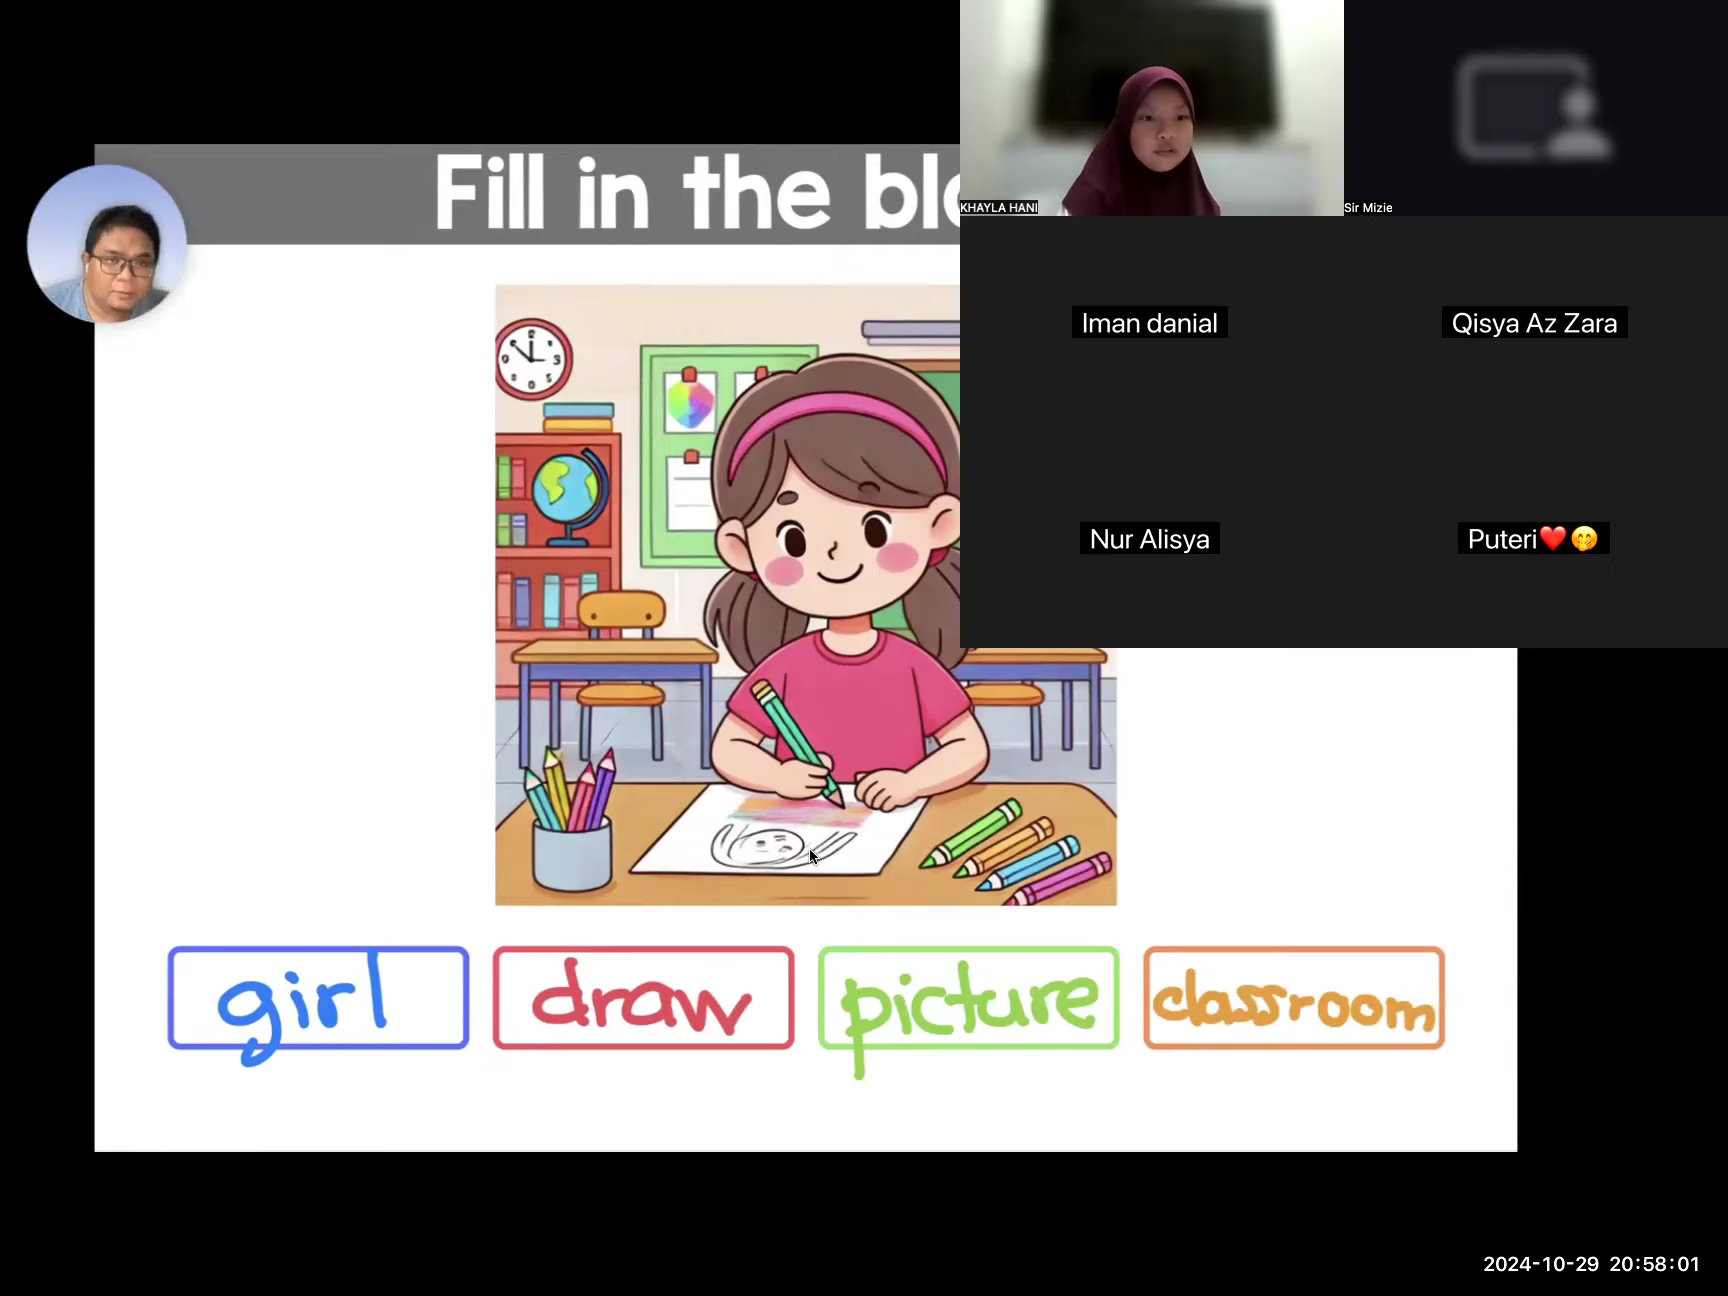 Fill in the
KHAYLA HANI
Sir Mizie
Iman danial
Qisya Az Zara
Nur Alisya
Puteri❤️🤭
girl
draw
picture
classroom
2024-10-29 20:58:01